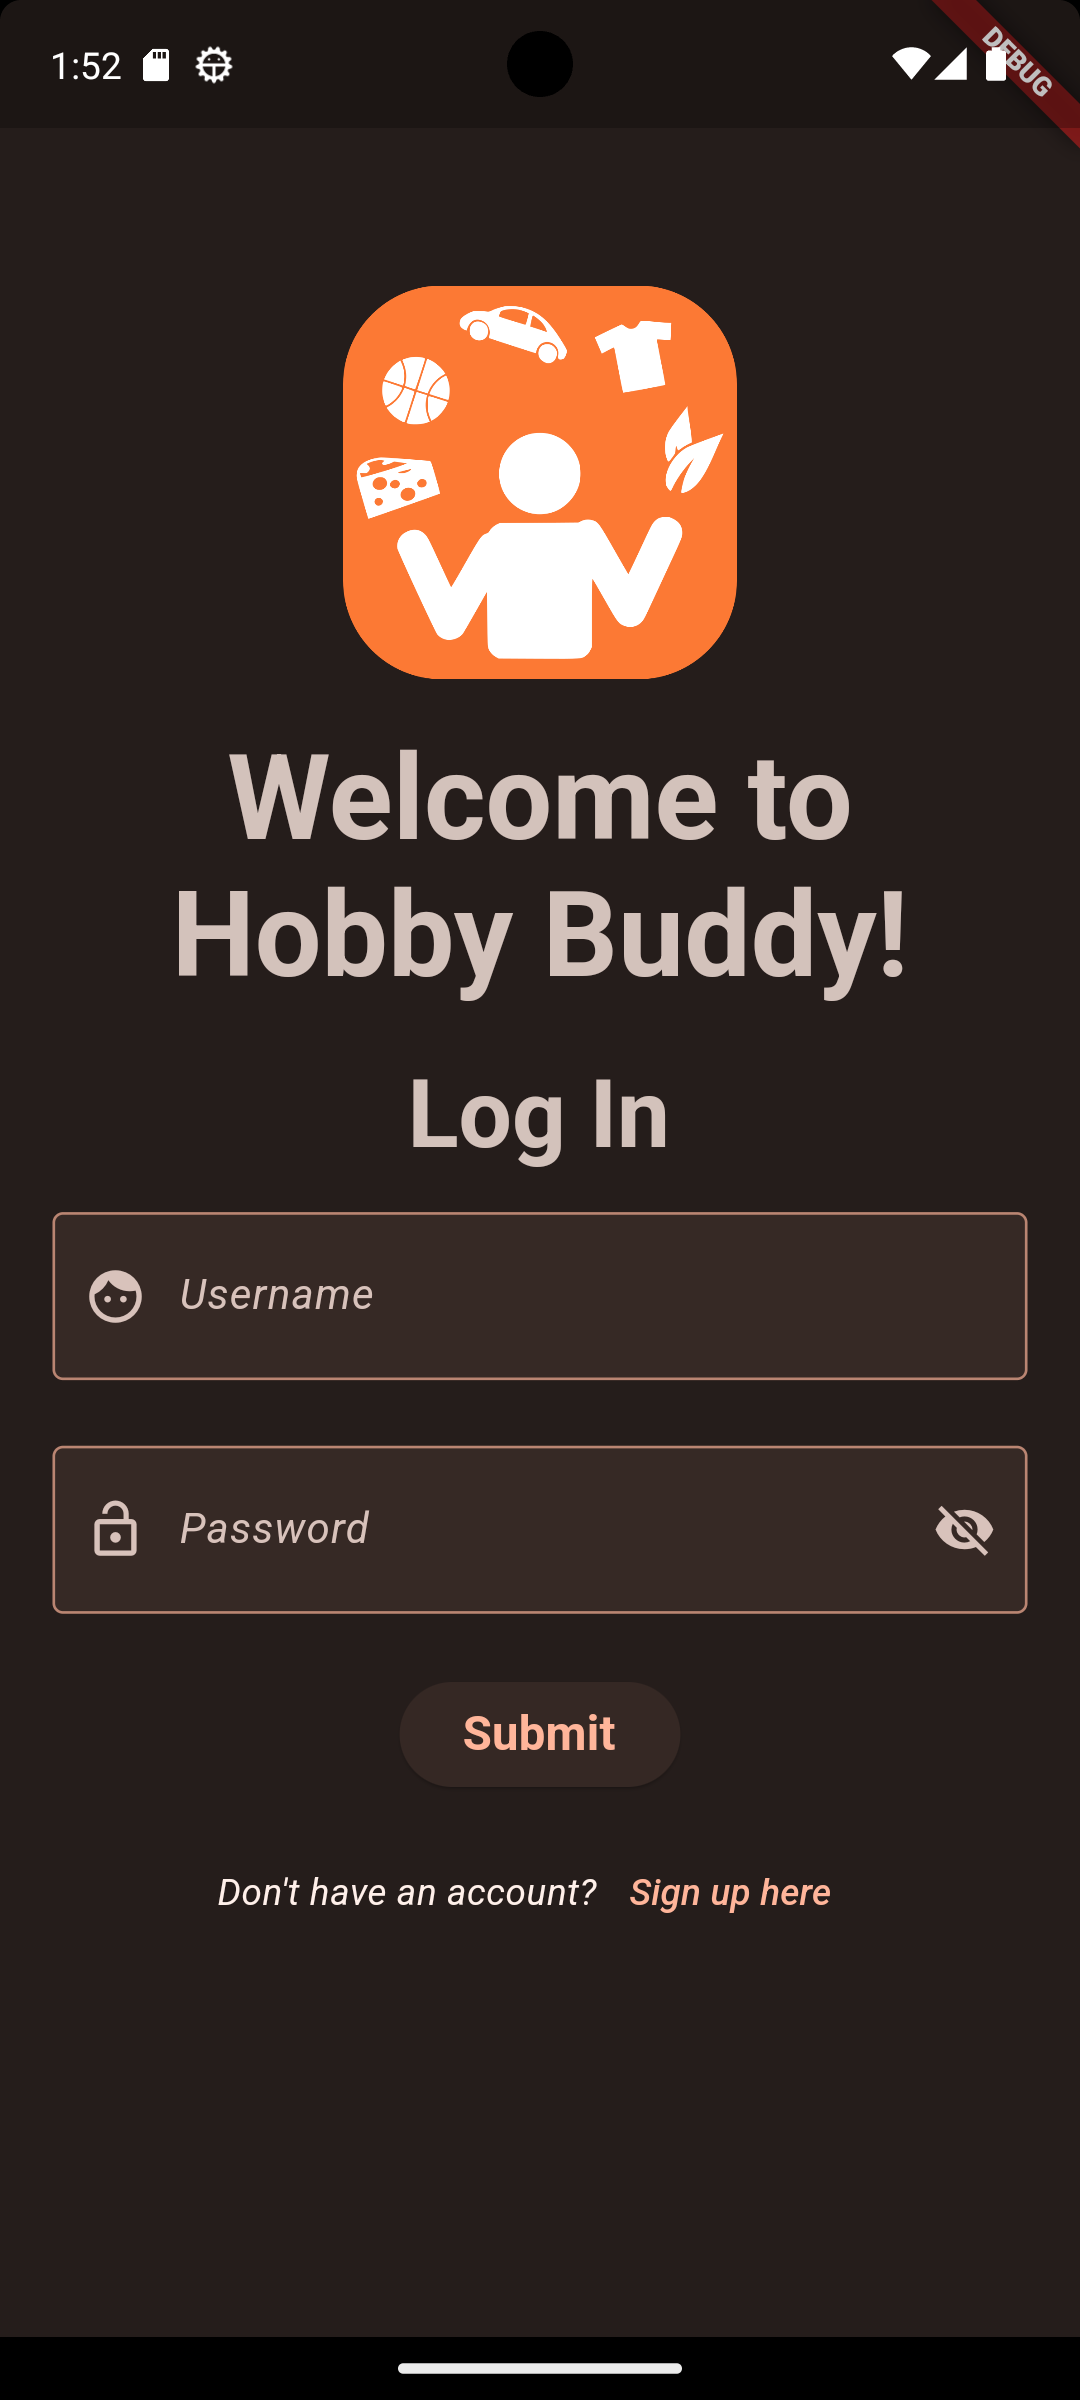 1:52
DEBUG
Welcome to
Hobby Buddy!
Log In
Username
Password
Submit
Don't have an account? Sign up here